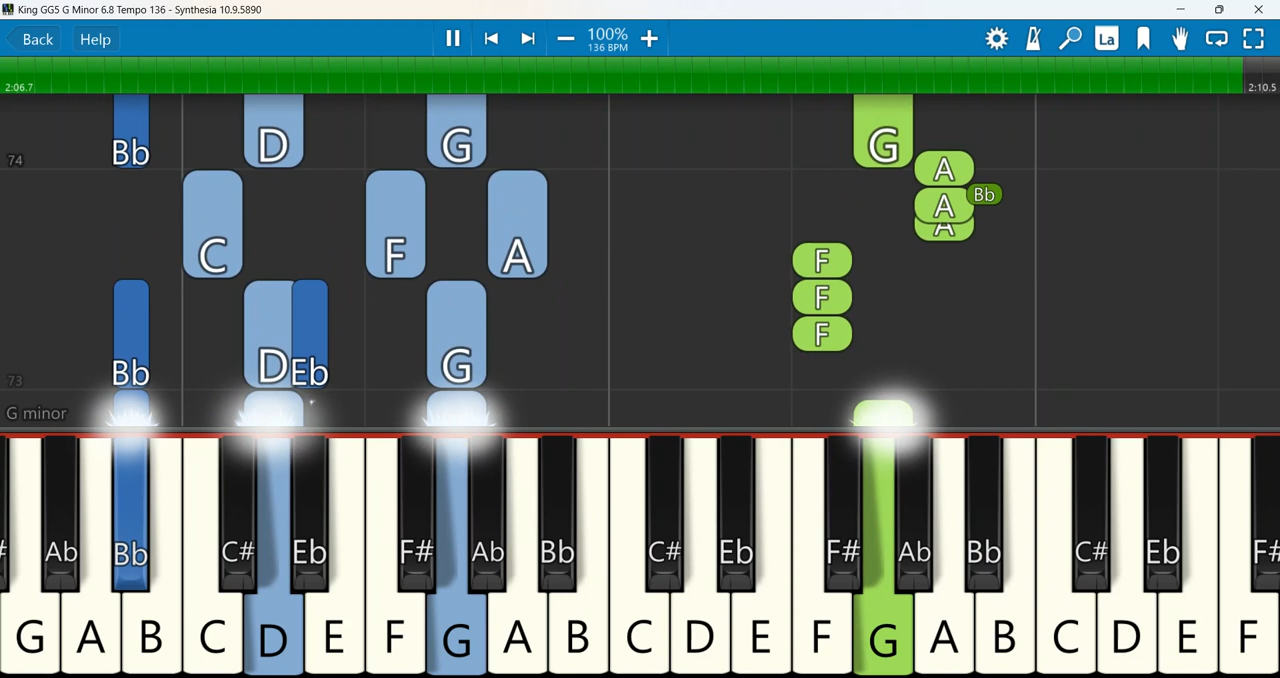 King GG5 G Minor 6.8 Tempo 136 - Synthesia 10.9.5890
Back Help 100% La
136 BPM
2:06.7 2:10.5
Bb D G G
74 A
Bb
A
A
C F A F
F
F
Bb D Eb G
73
G minor
# Ab Bb C# Eb F# Ab Bb C# Eb F# Ab Bb C# Eb F#
G A B C D E F G A B C D E F G A B C D E F